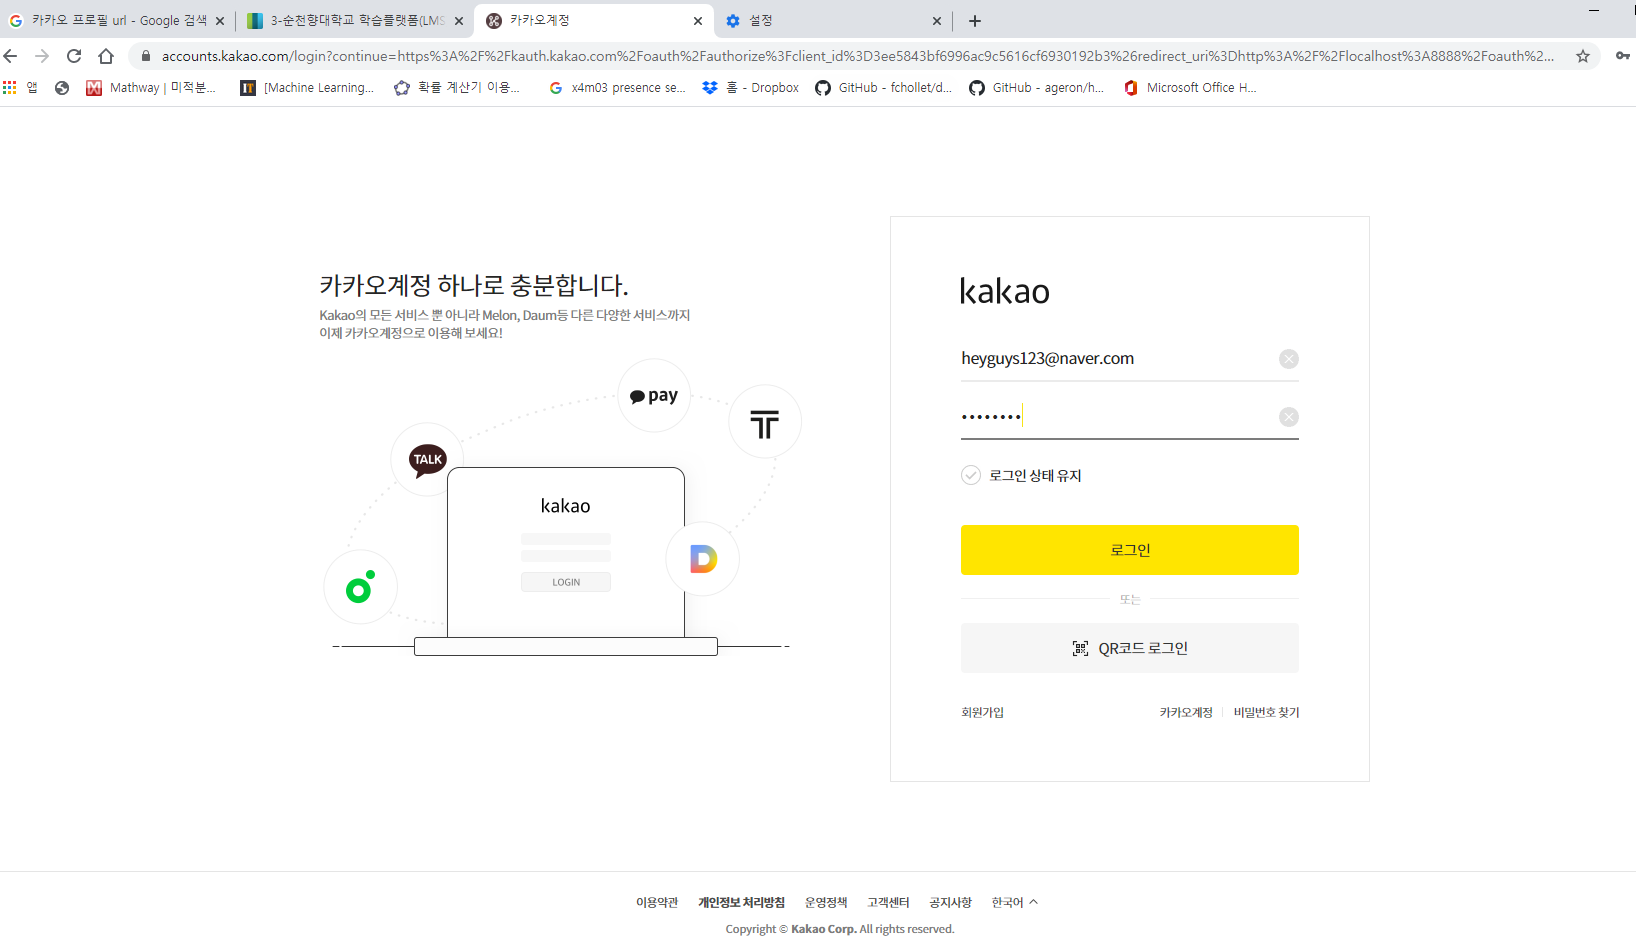 카카오 프로필 url - Google 검색
3-순천향대학교 학습플랫폼(LMS
카카오계정
설정
accounts.kakao.com/login?continue=https%3A%2F%2Fkauth.kakao.com%2Foauth%2Fauthorize%3Fclient_id%3D3ee5843bf6996ac9c5616cf6930192b3%26redirect_uri%3Dhttp%3A%2F%2Flocalhost%3A8888%2Foauth%2...
앱
Mathway | 미적분...
[Machine Learning...
확률 계산기 이용...
x4m03 presence se...
홈 - Dropbox
GitHub - fchollet/d...
GitHub - ageron/h...
Microsoft Office H...
카카오계정 하나로 충분합니다.
Kakao의 모든 서비스 뿐 아니라 Melon, Daum등 다른 다양한 서비스까지
이제 카카오계정으로 이용해 보세요!
pay
TALK
kakao
LOGIN
kakao
heyguys123@naver.com
••••••••
로그인 상태 유지
로그인
또는
QR코드 로그인
회원가입
카카오계정 | 비밀번호 찾기
이용약관 개인정보 처리방침 운영정책 고객센터 공지사항 한국어
Copyright © Kakao Corp. All rights reserved.